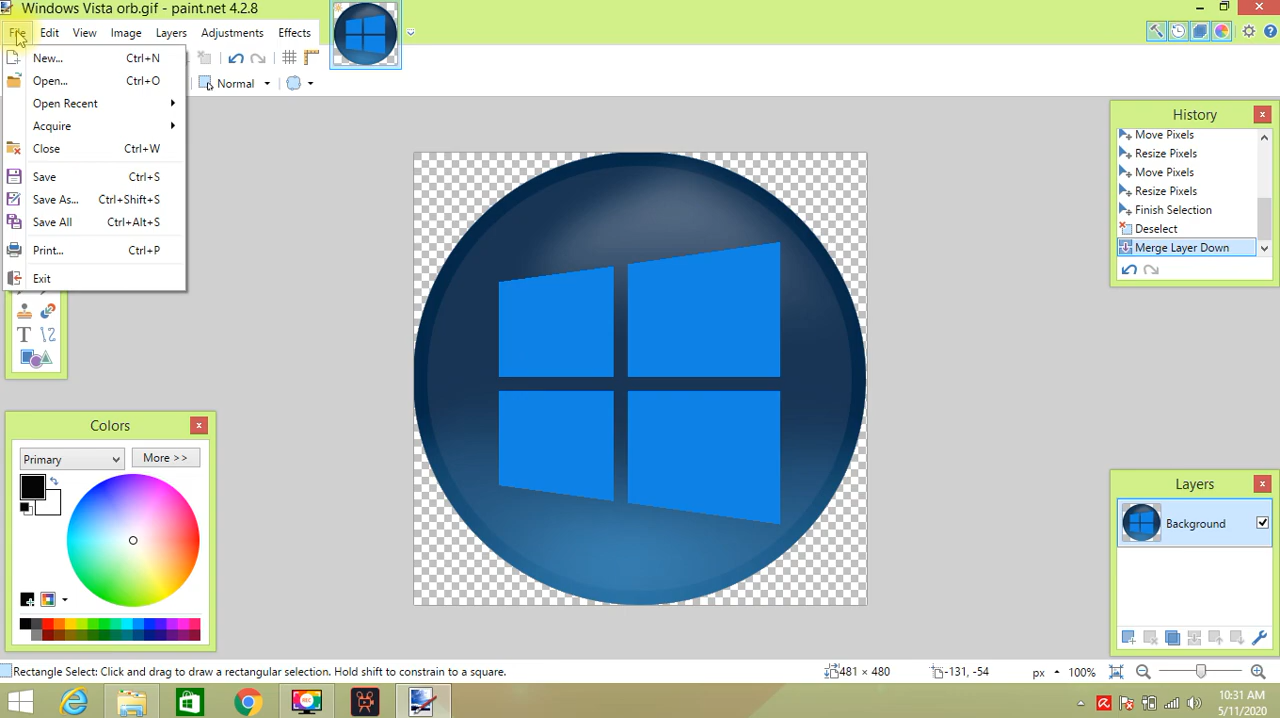 Windows Vista orb.gif - paint.net 4.2.8
File Edit View Image Layers Adjustments Effects
New... Ctrl+N
Open... Ctrl+O
Open Recent
Acquire
Close Ctrl+W
Save Ctrl+S
Save As... Ctrl+Shift+S
Save All Ctrl+Alt+S
Print... Ctrl+P
Exit
Normal
History
Move Pixels
Resize Pixels
Move Pixels
Resize Pixels
Finish Selection
Deselect
Merge Layer Down
Colors
Primary
More >>
Layers
Background
Rectangle Select: Click and drag to draw a rectangular selection. Hold shift to constrain to a square.
481 × 480
-131, -54
px
100%
REC
10:31 AM
5/11/2020